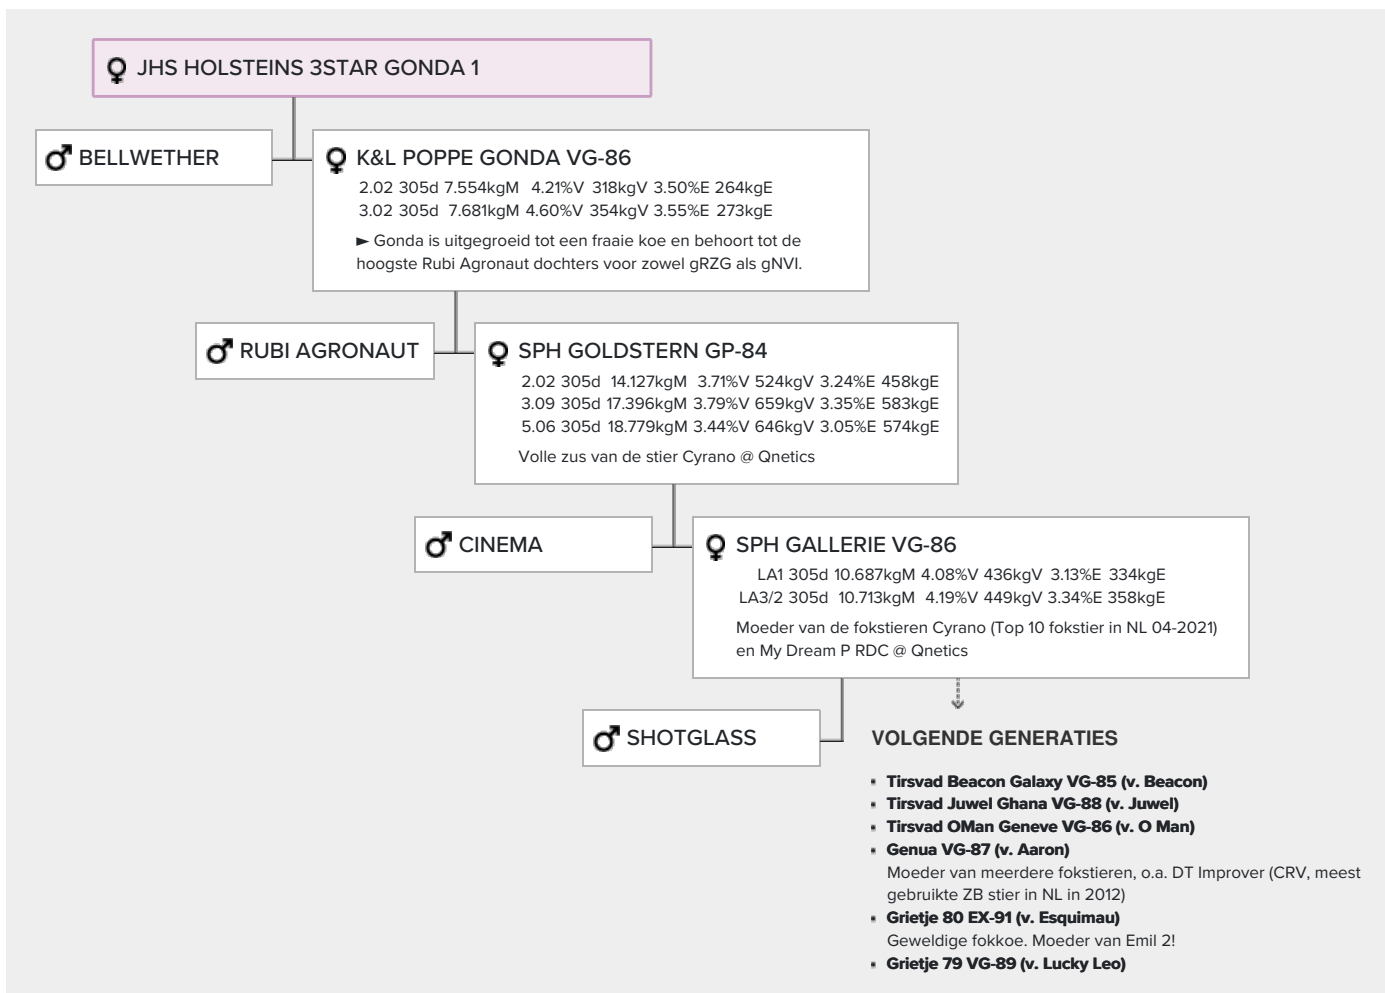 JHS HOLSTEINS 3STAR GONDA 1
BELLWETHER
K&L POPPE GONDA VG-86
2.02 305d 7.554kgM 4.21%V 318kgV 3.50%E 264kgE
3.02 305d 7.681kgM 4.60%V 354kgV 3.55%E 273kgE
► Gonda is uitgegroeid tot een fraaie koe en behoort tot de
hoogste Rubi Agronaut dochters voor zowel gRZG als gNVI.
RUBI AGRONAUT
SPH GOLDSTERN GP-84
2.02 305d 14.127kgM 3.71%V 524kgV 3.24%E 458kgE
3.09 305d 17.396kgM 3.79%V 659kgV 3.35%E 583kgE
5.06 305d 18.779kgM 3.44%V 646kgV 3.05%E 574kgE
Volle zus van de stier Cyrano @ Qnetics
CINEMA
SPH GALLERIE VG-86
LA1 305d 10.687kgM 4.08%V 436kgV 3.13%E 334kgE
LA3/2 305d 10.713kgM 4.19%V 449kgV 3.34%E 358kgE
Moeder van de fokstieren Cyrano (Top 10 fokstier in NL 04-2021)
en My Dream P RDC @ Qnetics
SHOTGLASS
VOLGENDE GENERATIES
▪ Tirsvad Beacon Galaxy VG-85 (v. Beacon)
▪ Tirsvad Juwel Ghana VG-88 (v. Juwel)
▪ Tirsvad OMan Geneve VG-86 (v. O Man)
▪ Genua VG-87 (v. Aaron)
Moeder van meerdere fokstieren, o.a. DT Improver (CRV, meest
gebruikte ZB stier in NL in 2012)
▪ Grietje 80 EX-91 (v. Esquimau)
Geweldige fokkoe. Moeder van Emil 2!
▪ Grietje 79 VG-89 (v. Lucky Leo)